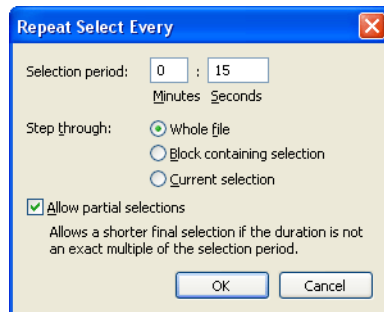 Repeat Select Every
Selection period: 0 : 15
Minutes Seconds
Step through: Whole file
Block containing selection
Current selection
Allow partial selections
Allows a shorter final selection if the duration is not
an exact multiple of the selection period.
OK Cancel